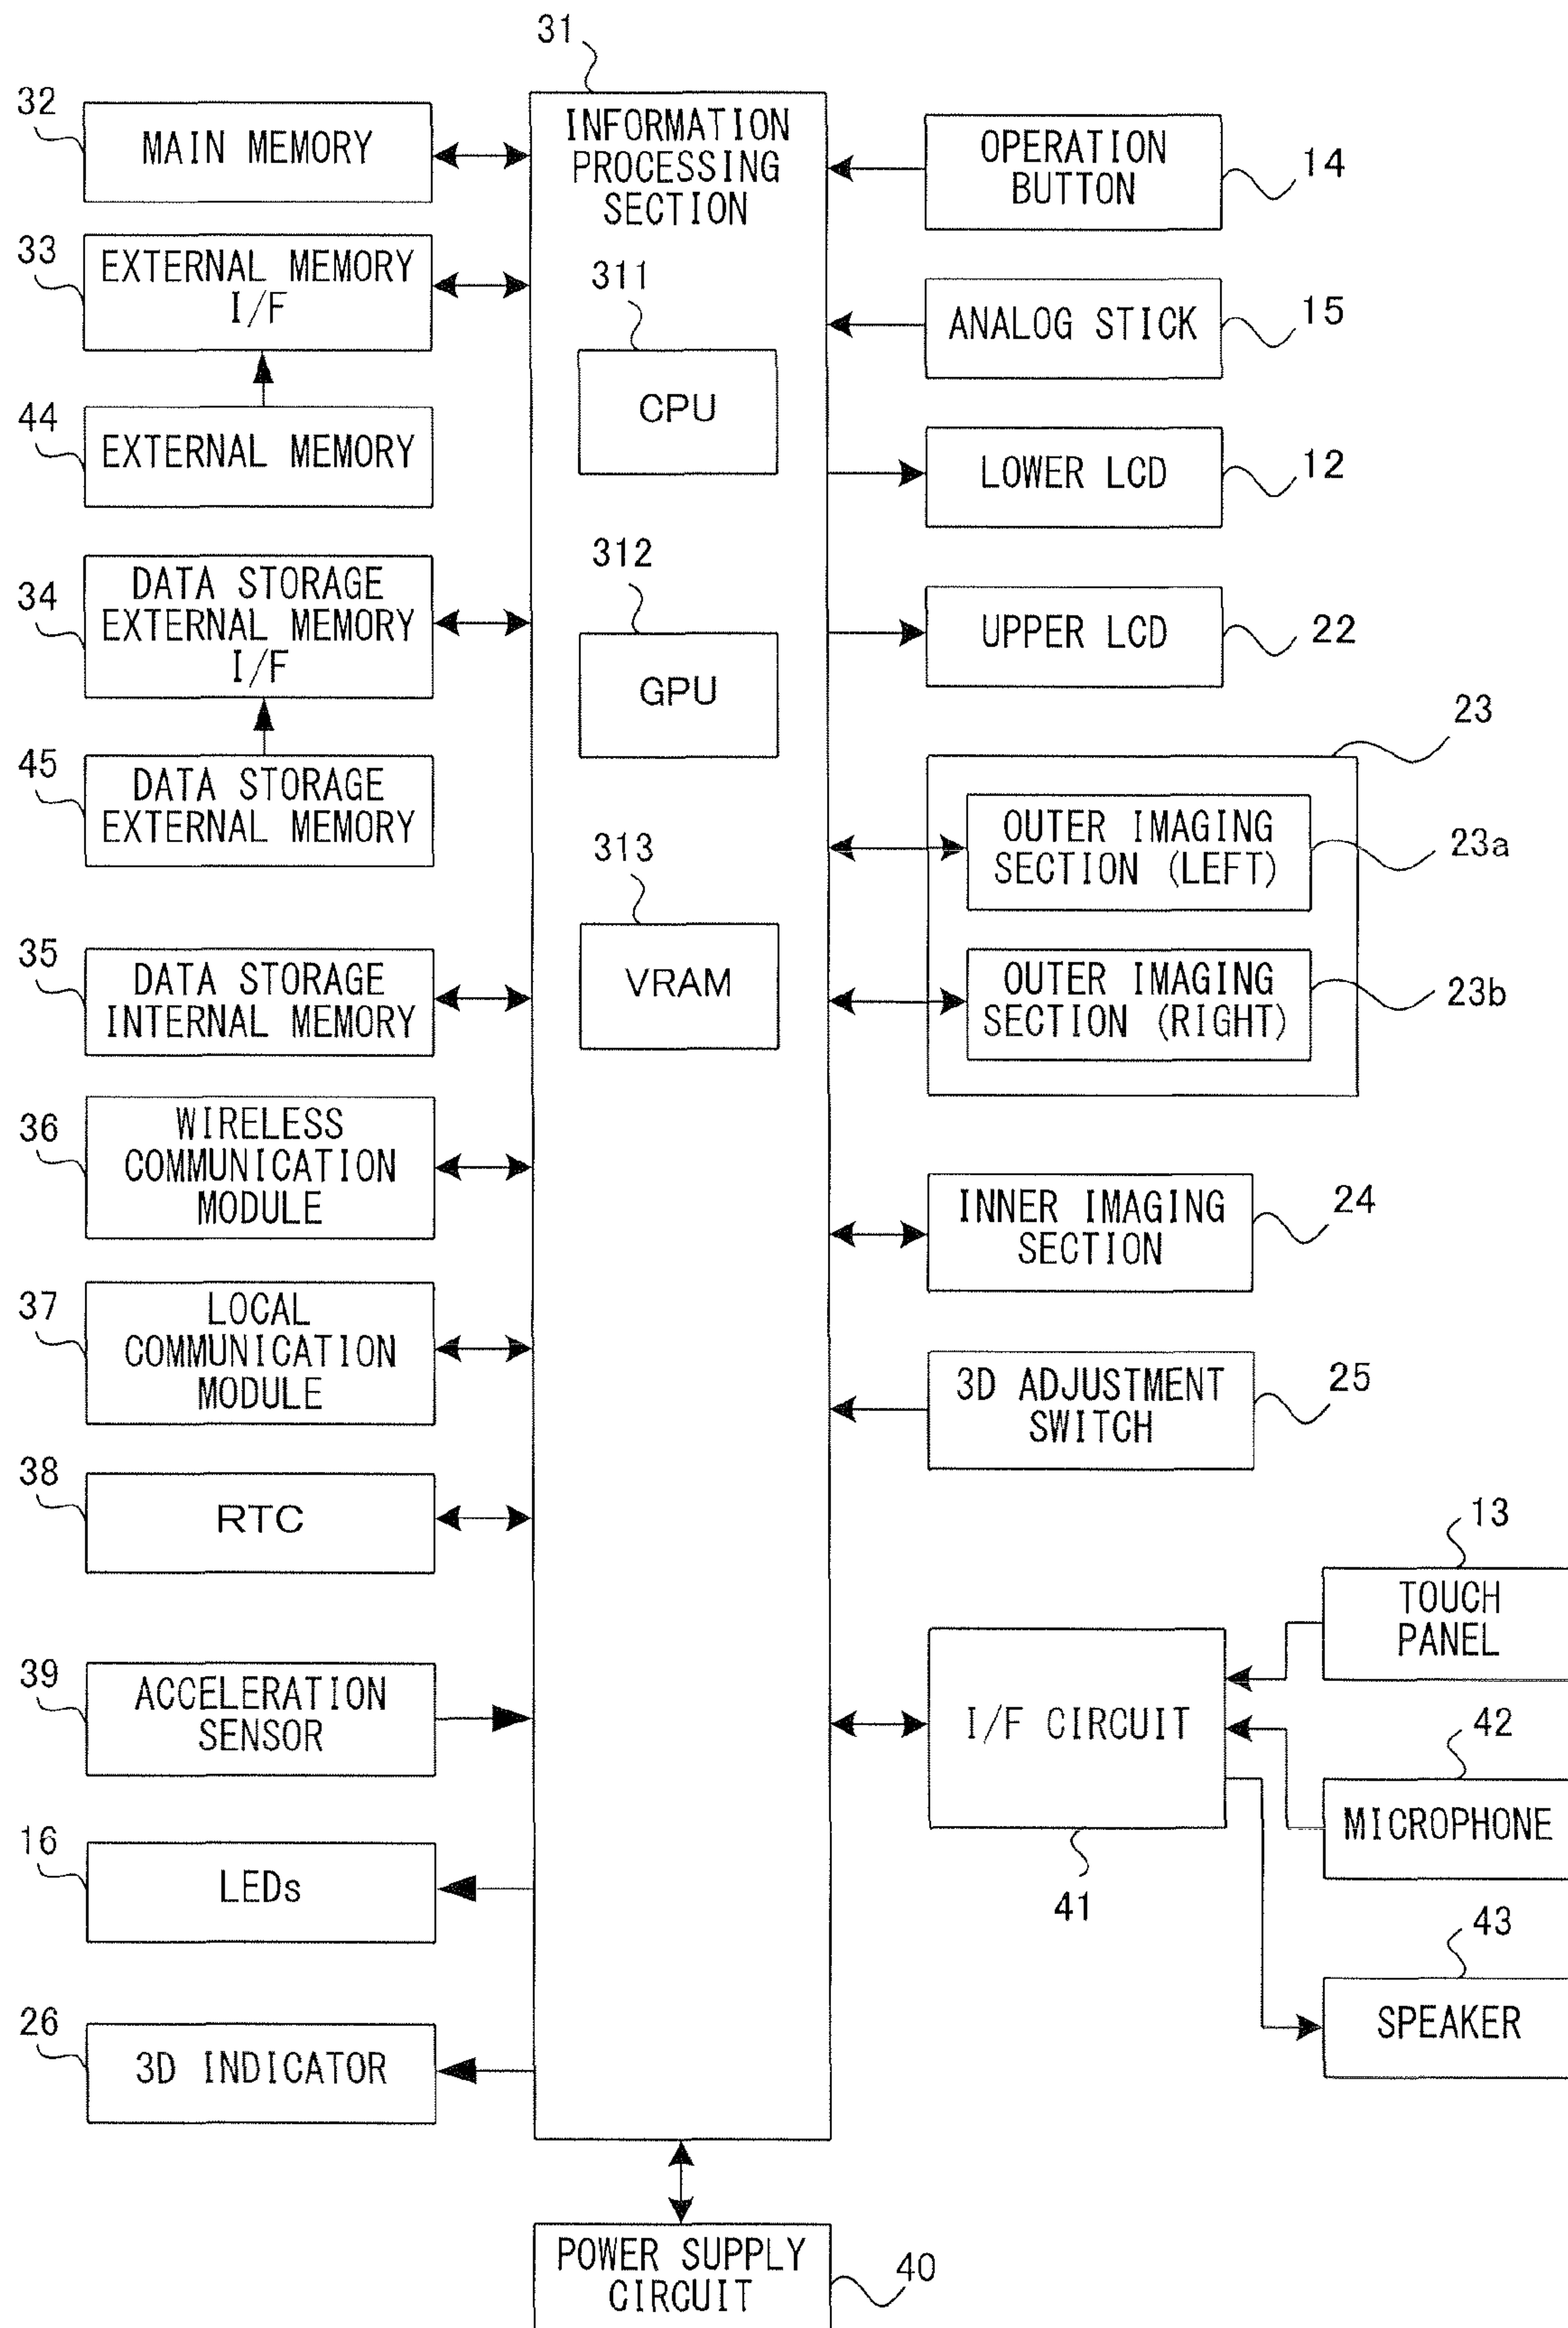 31
INFORMATION
PROCESSING
SECTION
311
CPU
312
GPU
313
VRAM
32
MAIN MEMORY
33
EXTERNAL MEMORY
I/F
44
EXTERNAL MEMORY
34
DATA STORAGE
EXTERNAL MEMORY
I/F
45
DATA STORAGE
EXTERNAL MEMORY
35
DATA STORAGE
INTERNAL MEMORY
36
WIRELESS
COMMUNICATION
MODULE
37
LOCAL
COMMUNICATION
MODULE
38
RTC
39
ACCELERATION
SENSOR
16
LEDs
26
3D INDICATOR
OPERATION
BUTTON
14
ANALOG STICK
15
LOWER LCD
12
UPPER LCD
22
23
OUTER IMAGING
SECTION (LEFT)
23a
OUTER IMAGING
SECTION (RIGHT)
23b
INNER IMAGING
SECTION
24
3D ADJUSTMENT
SWITCH
25
13
TOUCH
PANEL
I/F CIRCUIT
41
42
MICROPHONE
43
SPEAKER
POWER SUPPLY
CIRCUIT
40